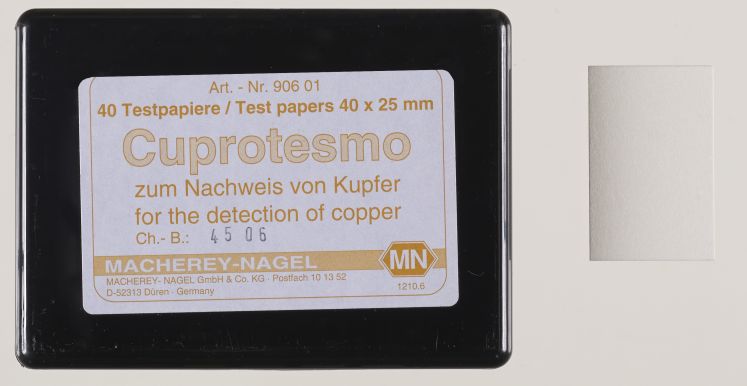 Art. - Nr. 906 01
40 Testpapiere / Test papers 40 x 25 mm
Cuprotesmo
zum Nachweis von Kupfer
for the detection of copper
Ch.- B.: 45 06
MACHEREY-NAGEL MN
MACHEREY- NAGEL GmbH & Co. KG · Postfach 10 13 52
D-52313 Düren · Germany 1210.6